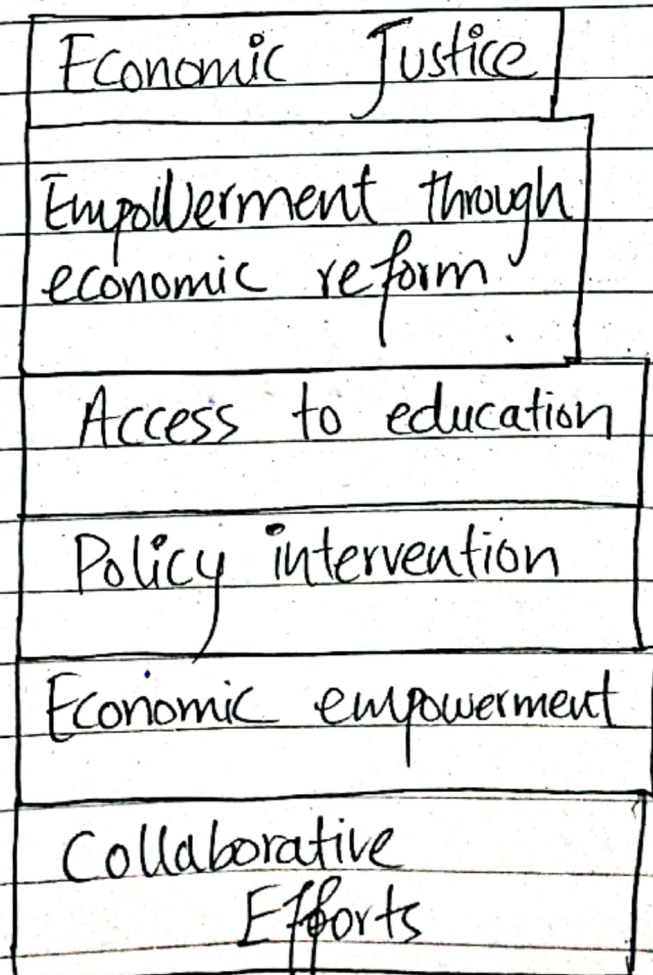 Economic Justice
Empowerment through
economic reform
Access to education
Policy intervention
Economic empowerment
Collaborative
Efforts